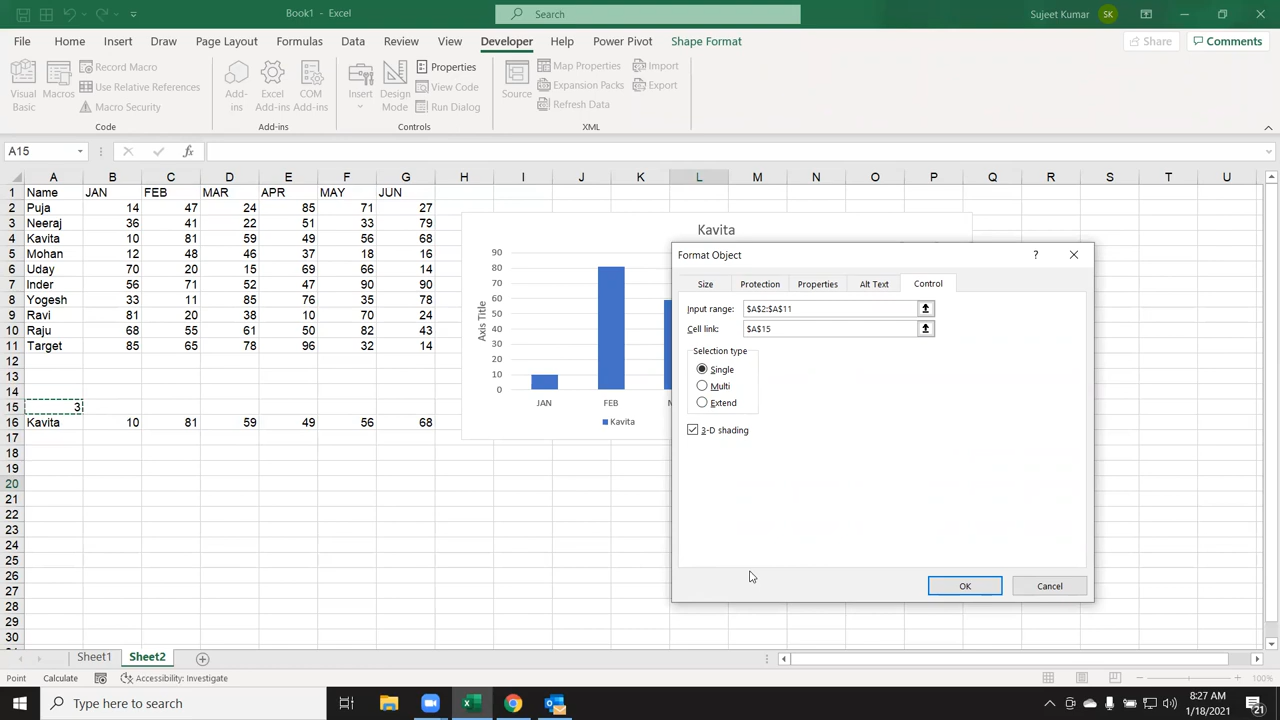 Book1 - Excel
Search
Sujeet Kumar
SK
File Home Insert Draw Page Layout Formulas Data Review View Developer Help Power Pivot Shape Format
Share
Comments
Visual Basic
Macros
Record Macro
Use Relative References
Macro Security
Code
Add-ins
Excel Add-ins
COM Add-ins
Add-ins
Insert
Design Mode
Properties
View Code
Run Dialog
Controls
Source
Map Properties
Expansion Packs
Refresh Data
Import
Export
XML
A15
fx
A B C D E F G H I J K L M N O P Q R S T U
1 Name JAN FEB MAR APR MAY JUN
2 Puja 14 47 24 85 71 27
3 Neeraj 36 41 22 51 33 79
4 Kavita 10 81 59 49 56 68
5 Mohan 12 48 46 37 18 16
6 Uday 70 20 15 69 66 14
7 Inder 56 71 52 47 90 90
8 Yogesh 33 11 85 76 35 78
9 Ravi 81 20 38 10 70 24
10 Raju 68 55 61 50 82 43
11 Target 85 65 78 96 32 14
12
13
14
15 3
16 Kavita 10 81 59 49 56 68
17
18
19
20
21
22
23
24
25
26
27
28
29
30
Kavita
Axis Title
90
80
70
60
50
40
30
20
10
0
JAN FEB M
Kavita
Format Object
?
Size Protection Properties Alt Text Control
Input range: $A$2:$A$11
Cell link: $A$15
Selection type
Single
Multi
Extend
3-D shading
OK Cancel
Sheet1 Sheet2
Point Calculate Accessibility: Investigate
100%
Type here to search
8:27 AM
1/18/2021
21